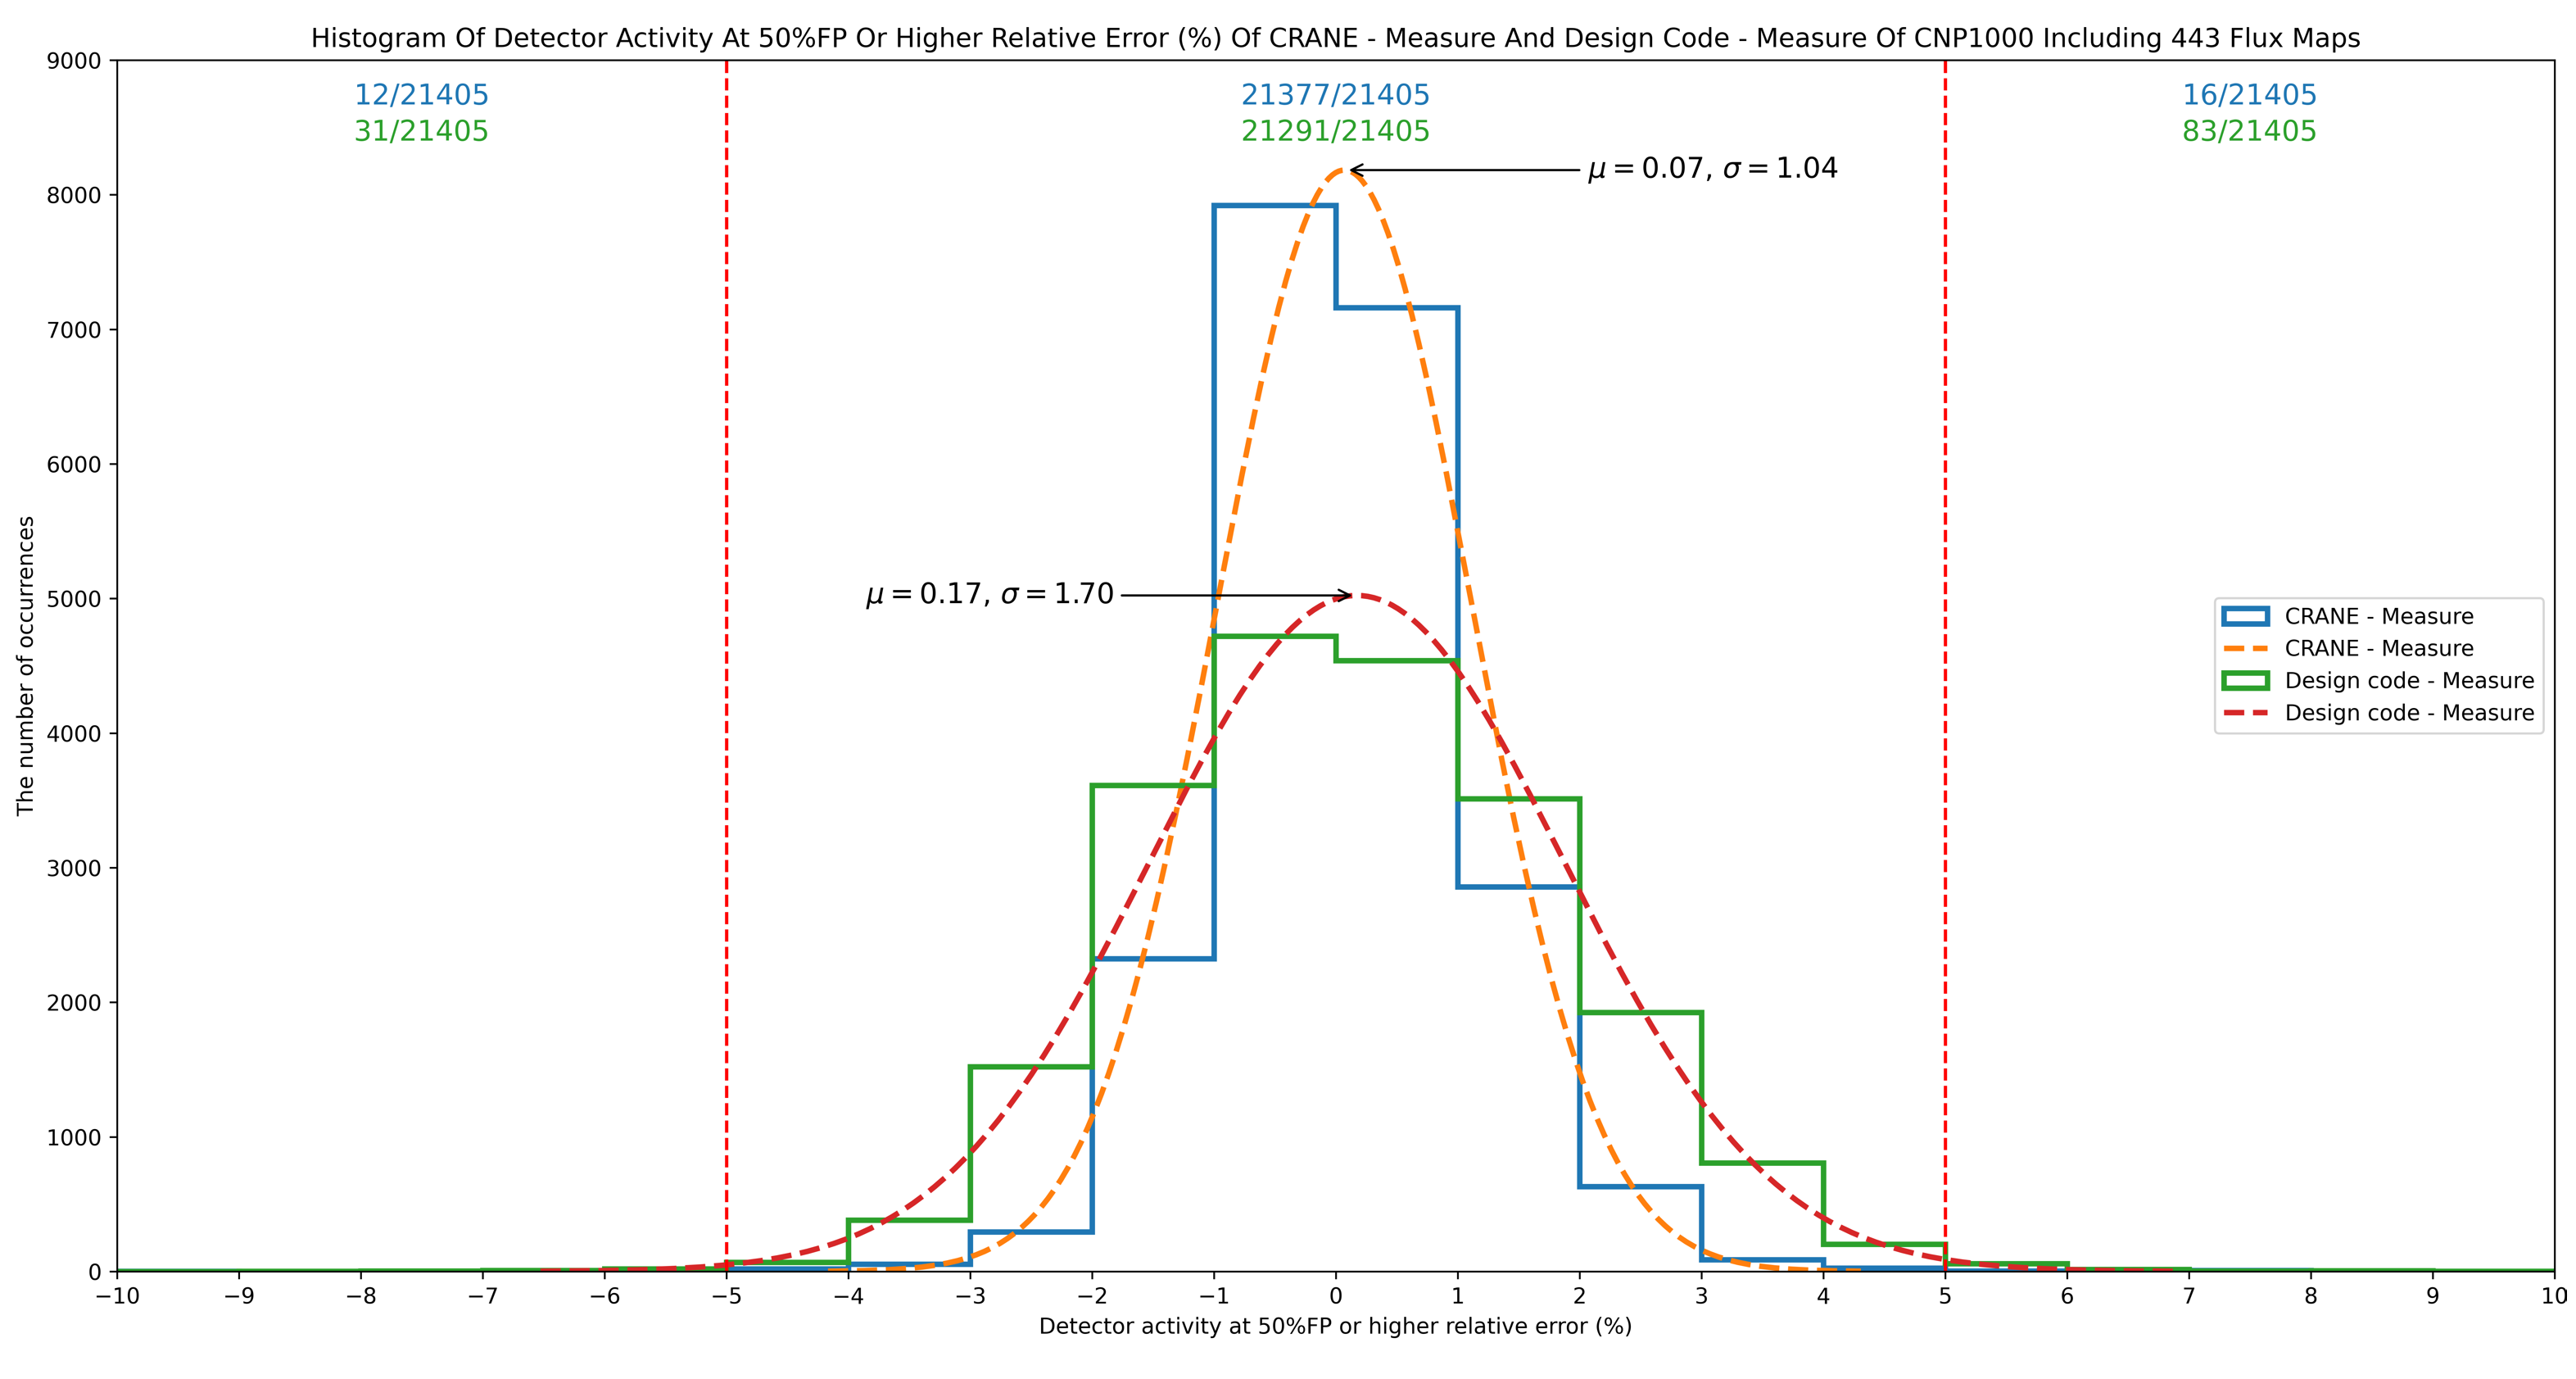 Histogram Of Detector Activity At 50%FP Or Higher Relative Error (%) Of CRANE - Measure And Design Code - Measure Of CNP1000 Including 443 Flux Maps
12/21405
31/21405
21377/21405
21291/21405
16/21405
83/21405
μ = 0.07, σ = 1.04
μ = 0.17, σ = 1.70
The number of occurrences
9000
8000
7000
6000
5000
4000
3000
2000
1000
0
CRANE - Measure
CRANE - Measure
Design code - Measure
Design code - Measure
−10 −9 −8 −7 −6 −5 −4 −3 −2 −1 0 1 2 3 4 5 6 7 8 9 10
Detector activity at 50%FP or higher relative error (%)